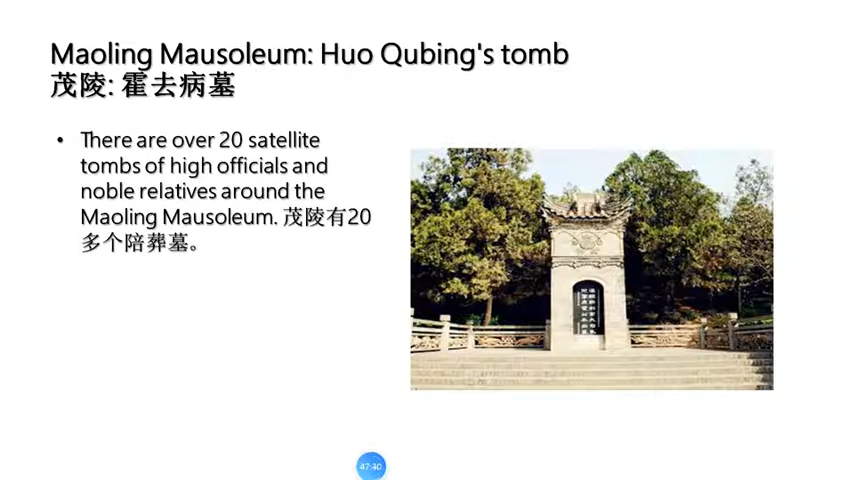 Maoling Mausoleum: Huo Qubing's tomb
茂陵: 霍去病墓
• There are over 20 satellite
tombs of high officials and
noble relatives around the
Maoling Mausoleum. 茂陵有20
多个陪葬墓。
47:30